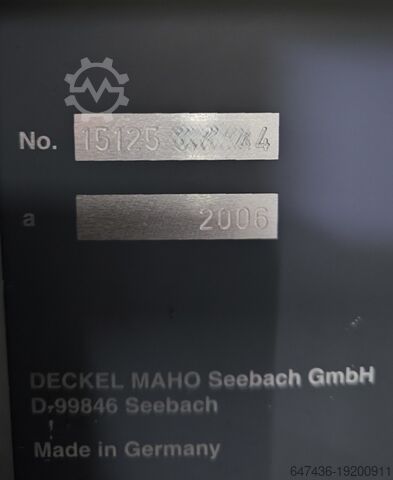 No. 15125
a 2006
DECKEL MAHO Seebach GmbH
D-99846 Seebach
Made in Germany
647436-19200911